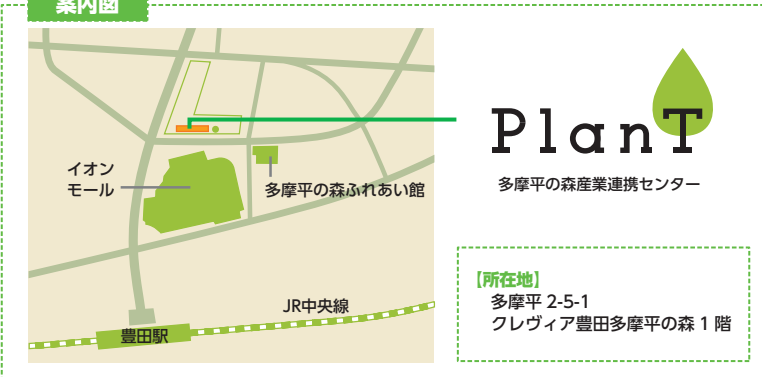 案内図
イオン
モール
多摩平の森ふれあい館
JR中央線
豊田駅
PlanT
多摩平の森産業連携センター
【所在地】
多摩平 2-5-1
クレヴィア豊田多摩平の森 1 階